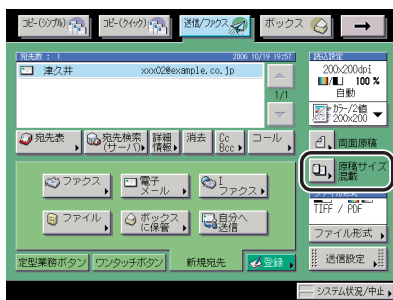 コピー(シンプル)
コピー(クイック)
送信/ファクス
ボックス
宛先数 : 1
2006 10/19 19:57
津久井
xxx02@example.co.jp
1/1
宛先表
宛先検索(サーバ)
詳細情報
消去
Cc Bcc
コール
ファクス
電子メール
Iファクス
ファイル
ボックスに保管
自分へ送信
定型業務ボタン
ワンタッチボタン
新規宛先
登録
読込設定
200x200dpi
100 %
自動
カラー/2値
200x200
両面原稿
原稿サイズ
混載
TIFF / PDF
ファイル形式
送信設定
システム状況/中止